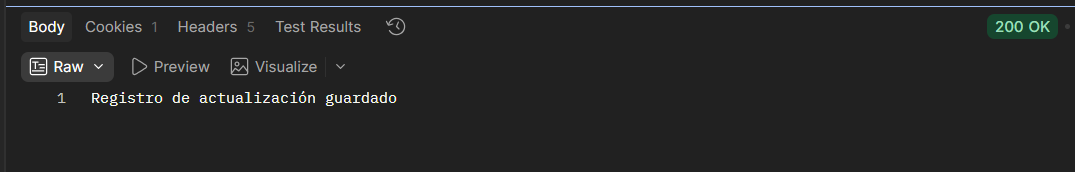 Body Cookies 1 Headers 5 Test Results 200 OK
Raw Preview Visualize
1 Registro de actualización guardado